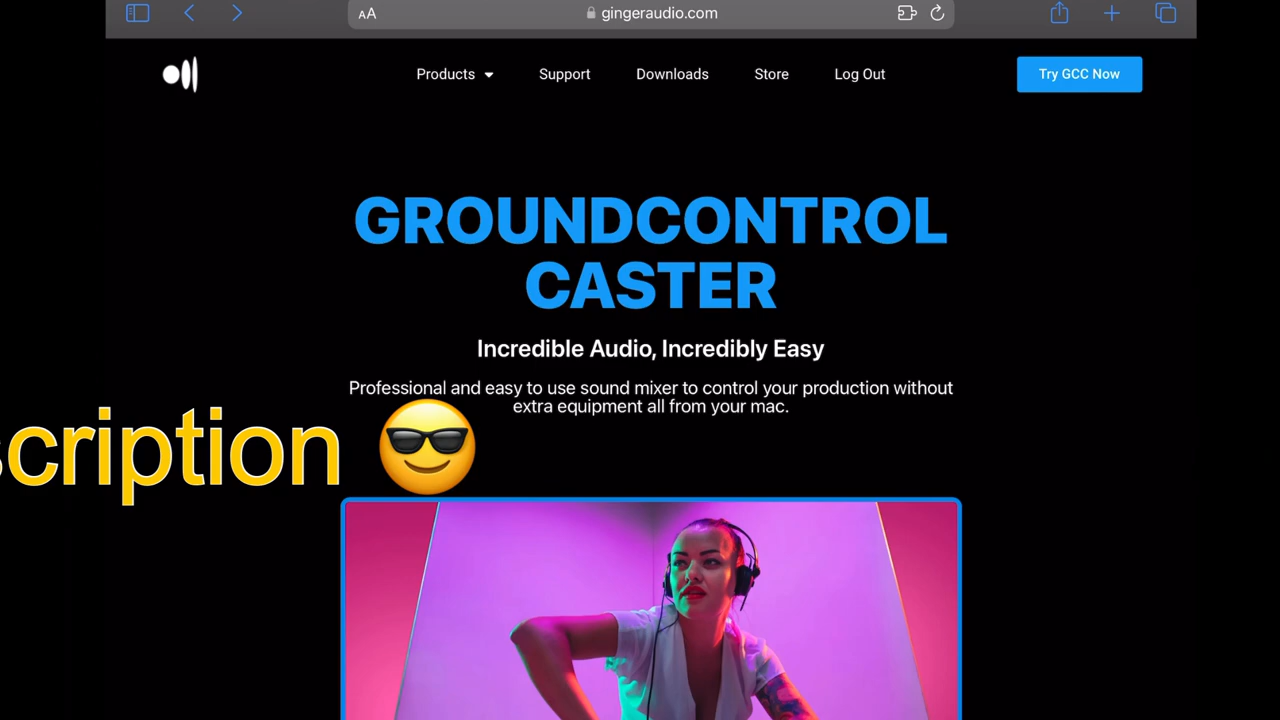 AA
gingeraudio.com
Products
Support
Downloads
Store
Log Out
Try GCC Now
GROUNDCONTROL
CASTER
Incredible Audio, Incredibly Easy
Professional and easy to use sound mixer to control your production without
extra equipment all from your mac.
scription 😎